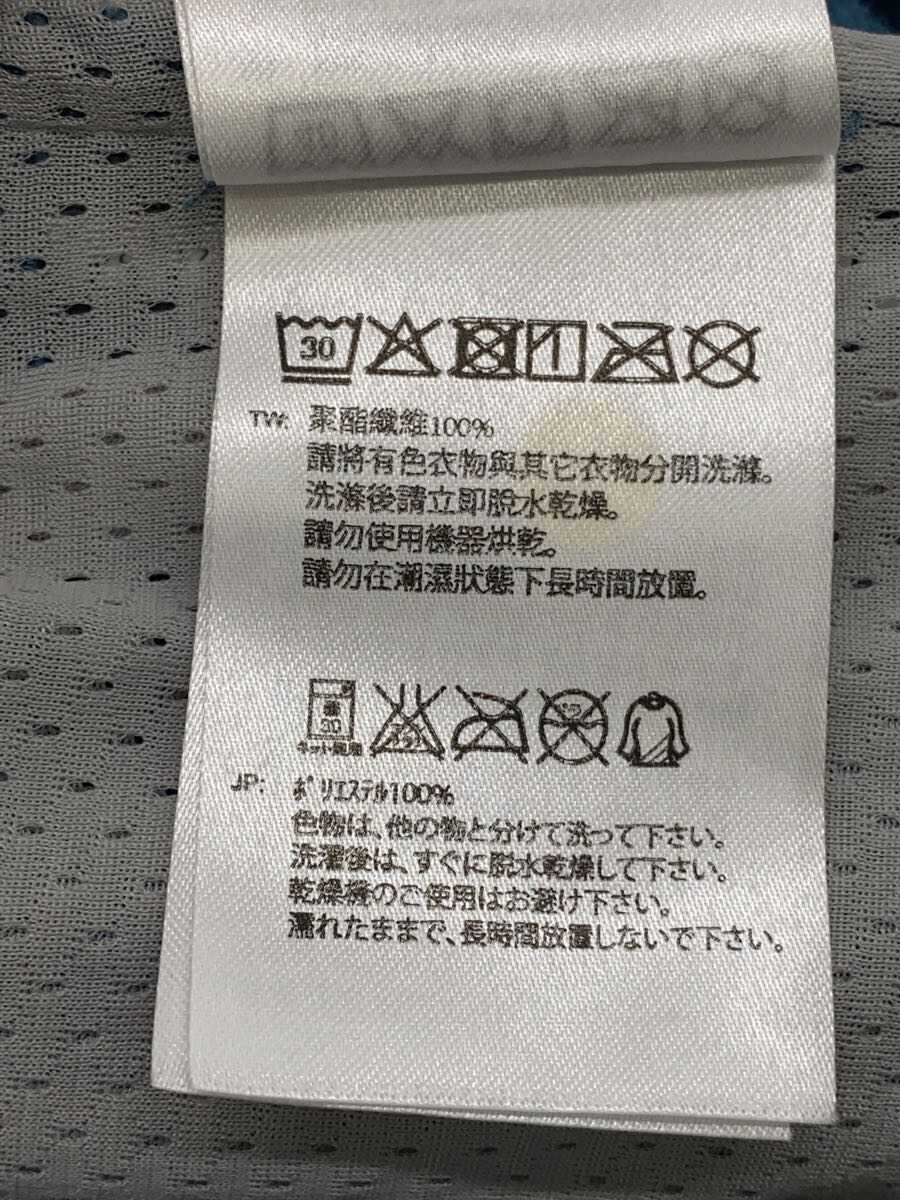 30
TW: 聚酯纖維100%
請將有色衣物與其它衣物分開洗滌。
洗滌後請立即脫水乾燥。
請勿使用機器烘乾。
請勿在潮濕狀態下長時間放置。
30
ネット使用
JP: ポリエステル100%
色物は、他の物と分けて洗って下さい。
洗濯後は、すぐに脱水乾燥して下さい。
乾燥機のご使用はお避け下さい。
濡れたままで、長時間放置しないで下さい。